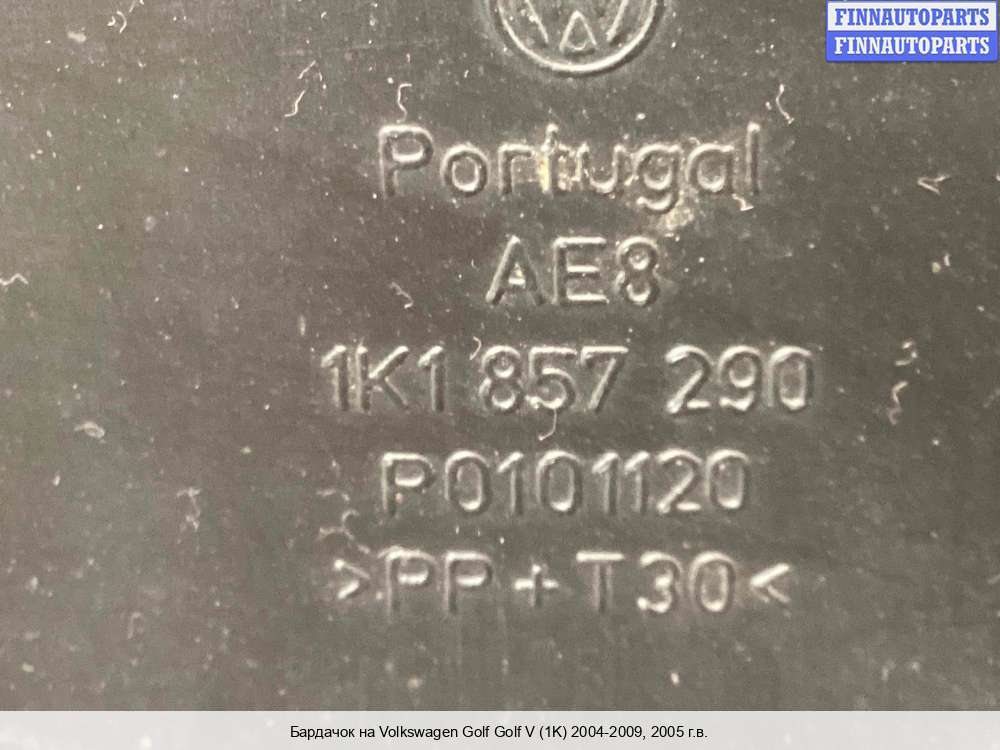 FINNAUTOPARTS
FINNAUTOPARTS
Portugal
AE8
1K1 857 290
P0101120
>PP+T30<
Бардачок на Volkswagen Golf Golf V (1K) 2004-2009, 2005 г.в.